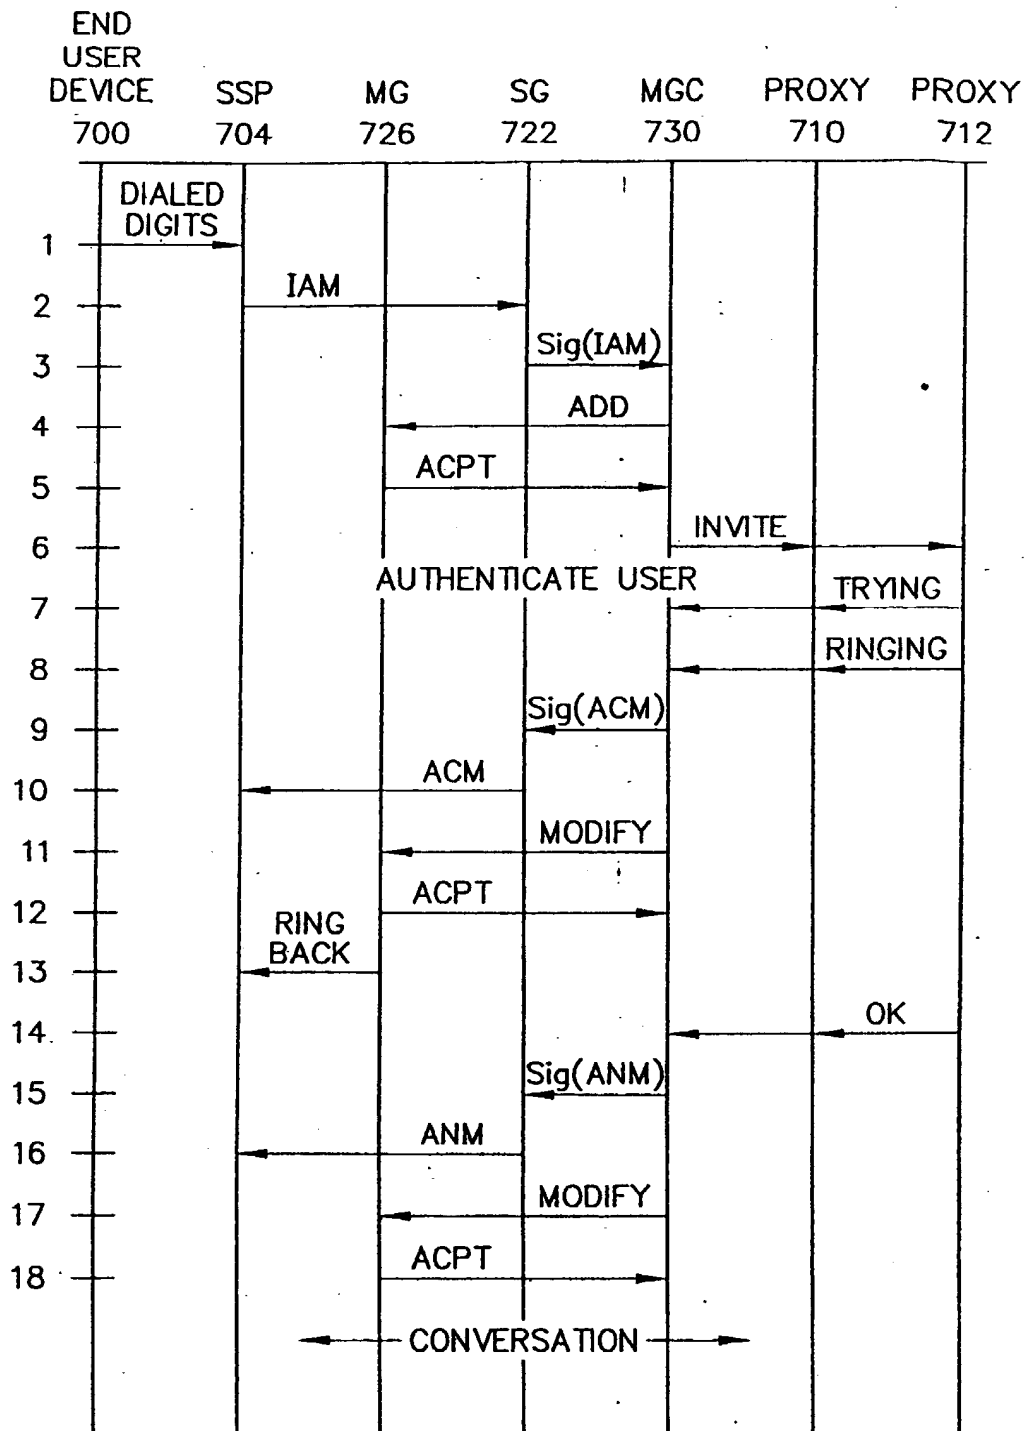 END
USER
DEVICE SSP MG SG MGC PROXY PROXY
700 704 726 722 730 710 712
DIALED
DIGITS
1
IAM
2
Sig(IAM)
3
ADD
4
ACPT
5
INVITE
6
AUTHENTICATE USER
TRYING
7
RINGING
8
Sig(ACM)
9
ACM
10
MODIFY
11
ACPT
12
RING
BACK
13
OK
14
Sig(ANM)
15
ANM
16
MODIFY
17
ACPT
18
CONVERSATION